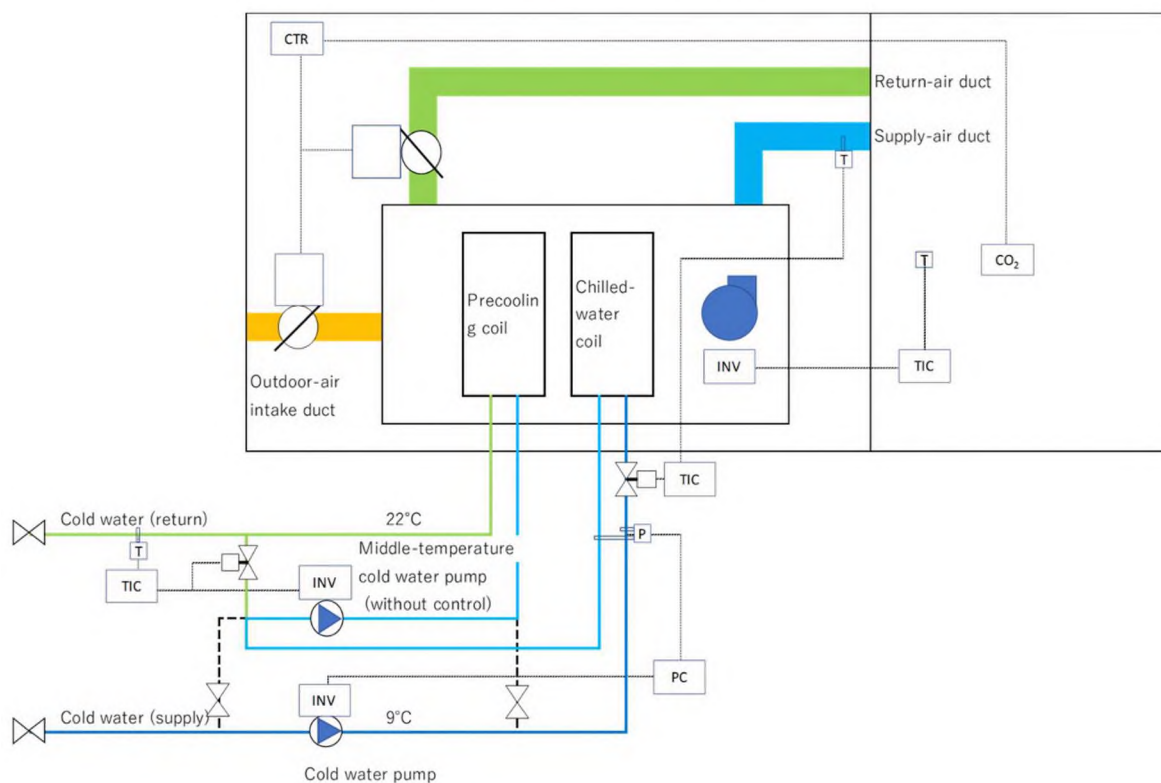 CTR
Return-air duct
Supply-air duct
T
CO₂
T
Precoolin
g coil
Chilled-
water
coil
INV
TIC
Outdoor-air
intake duct
TIC
Cold water (return)
22°C
P
T
Middle-temperature
cold water pump
(without control)
TIC
INV
PC
INV
Cold water (supply)
9°C
Cold water pump